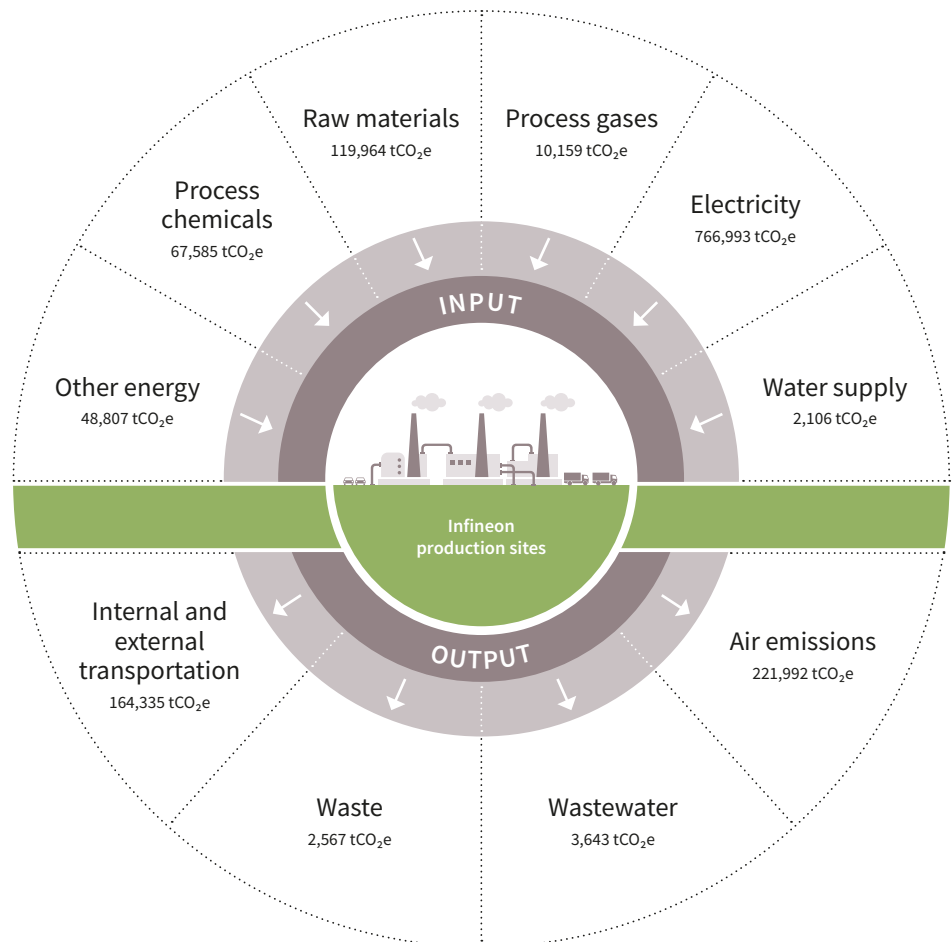 Raw materials
119,964 tCO₂e
Process gases
10,159 tCO₂e
Process
chemicals
67,585 tCO₂e
Electricity
766,993 tCO₂e
Other energy
48,807 tCO₂e
Water supply
2,106 tCO₂e
INPUT
Infineon
production sites
OUTPUT
Internal and
external
transportation
164,335 tCO₂e
Air emissions
221,992 tCO₂e
Waste
2,567 tCO₂e
Wastewater
3,643 tCO₂e